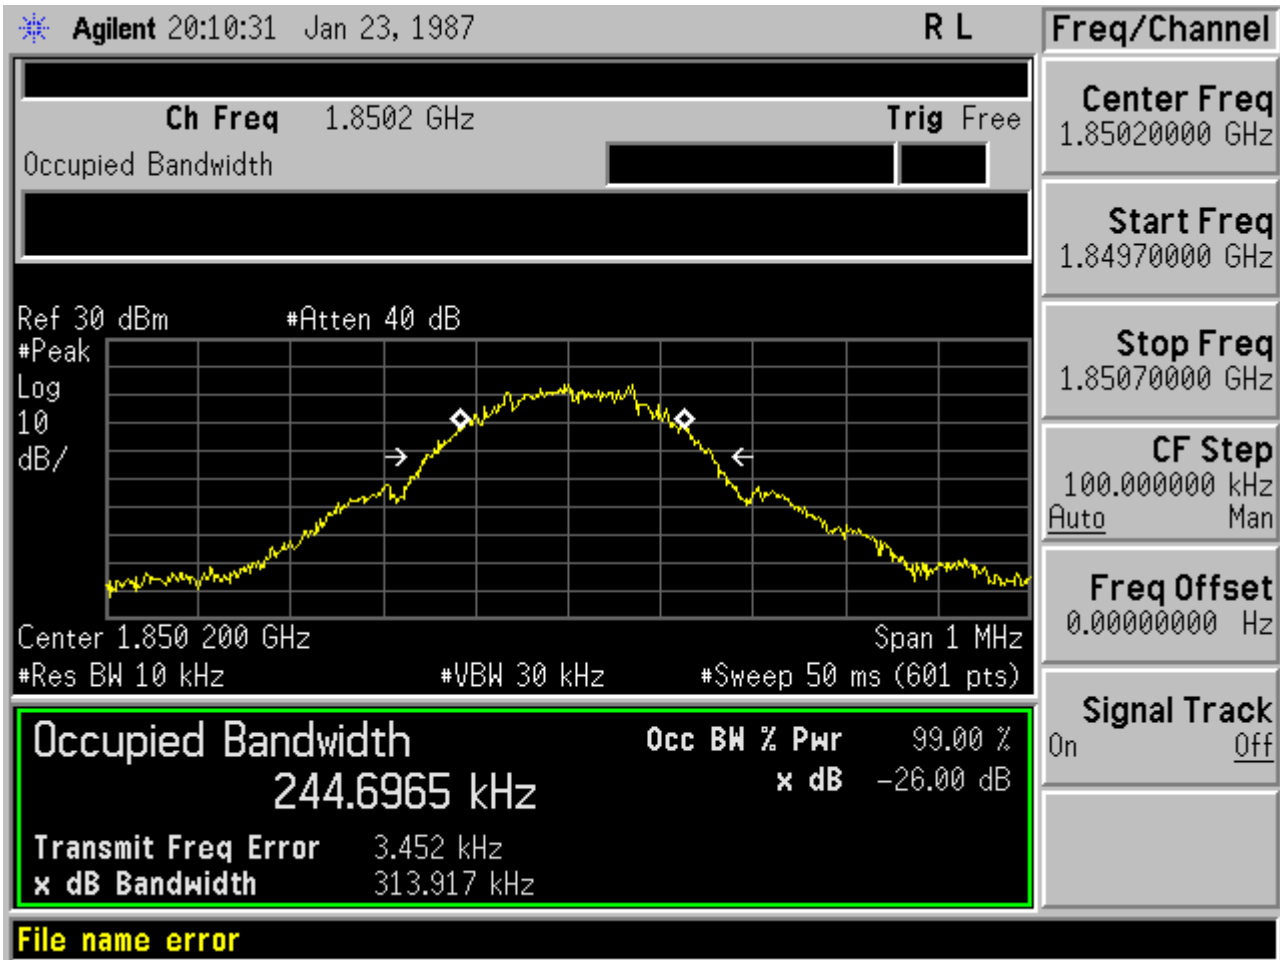 Agilent 20:10:31 Jan 23, 1987 R L
Ch Freq 1.8502 GHz Trig Free
Occupied Bandwidth
Ref 30 dBm #Atten 40 dB
#Peak
Log
10
dB/
Center 1.850 200 GHz Span 1 MHz
#Res BW 10 kHz #VBW 30 kHz #Sweep 50 ms (601 pts)
Occupied Bandwidth
244.6965 kHz
Occ BW % Pwr 99.00 %
x dB -26.00 dB
Transmit Freq Error 3.452 kHz
x dB Bandwidth 313.917 kHz
File name error
Freq/Channel
Center Freq
1.85020000 GHz
Start Freq
1.84970000 GHz
Stop Freq
1.85070000 GHz
CF Step
100.000000 kHz
Auto Man
Freq Offset
0.00000000 Hz
Signal Track
On Off